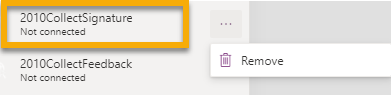 2010CollectSignature
Not connected
...
Remove
2010CollectFeedback
Not connected